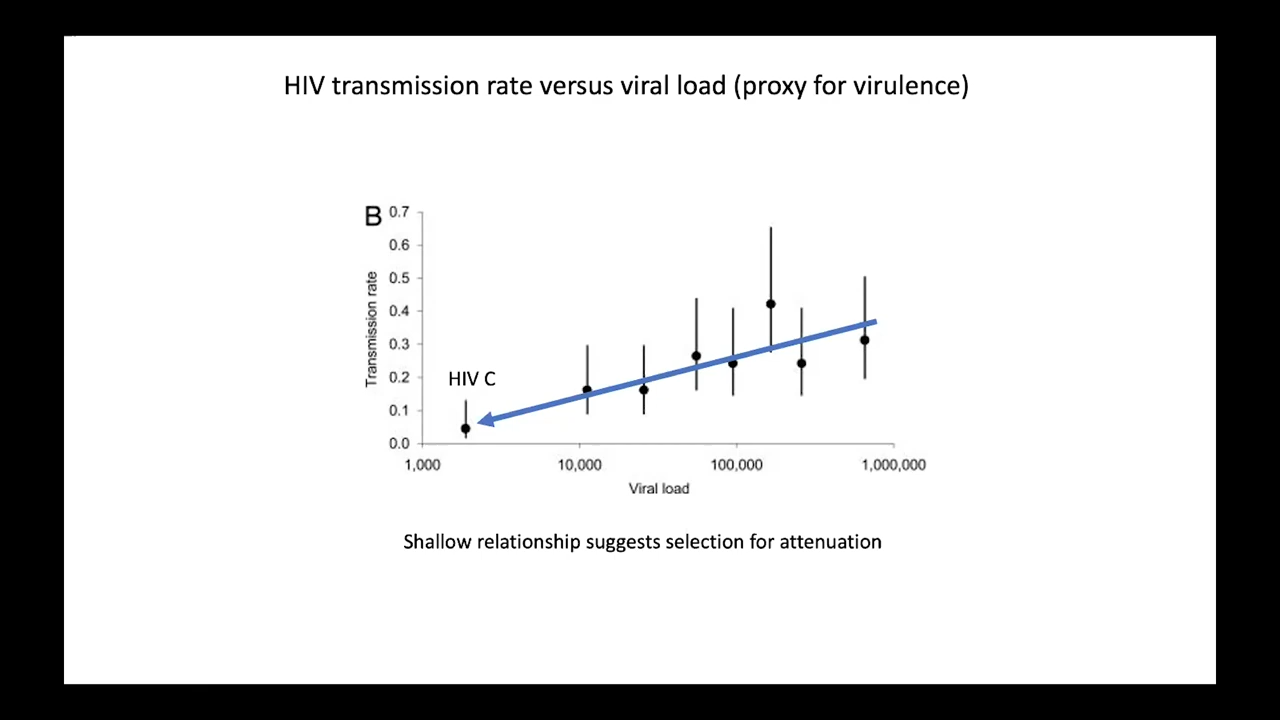 HIV transmission rate versus viral load (proxy for virulence)
B
Transmission rate
0.7
0.6
0.5
0.4
0.3
0.2
0.1
0.0
HIV C
1,000
10,000
100,000
1,000,000
Viral load
Shallow relationship suggests selection for attenuation